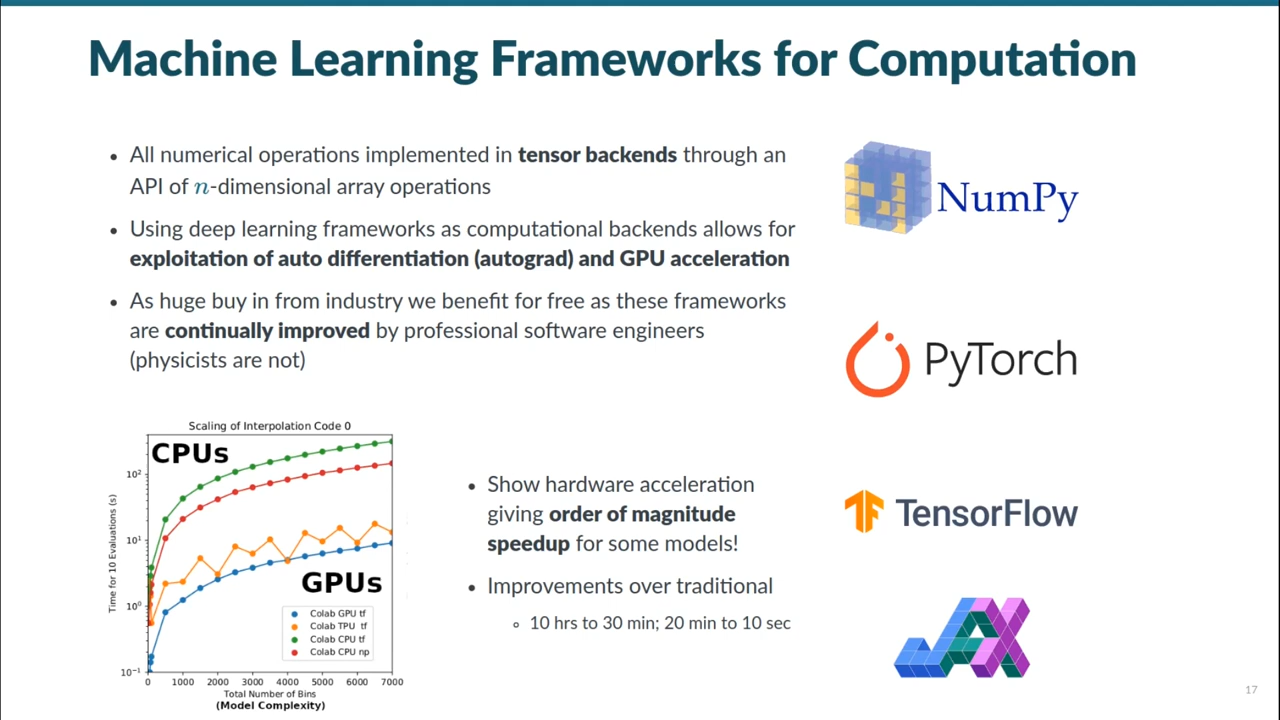 Machine Learning Frameworks for Computation
• All numerical operations implemented in tensor backends through an
API of n-dimensional array operations
• Using deep learning frameworks as computational backends allows for
exploitation of auto differentiation (autograd) and GPU acceleration
• As huge buy in from industry we benefit for free as these frameworks
are continually improved by professional software engineers
(physicists are not)
NumPy
PyTorch
TensorFlow
JAX
Scaling of Interpolation Code 0
CPUs
GPUs
Time for 10 Evaluations (s)
10²
10¹
10⁰
10⁻¹
Colab GPU tf
Colab TPU tf
Colab CPU tf
Colab CPU np
0 1000 2000 3000 4000 5000 6000 7000
Total Number of Bins
(Model Complexity)
• Show hardware acceleration
giving order of magnitude
speedup for some models!
• Improvements over traditional
◦ 10 hrs to 30 min; 20 min to 10 sec
17